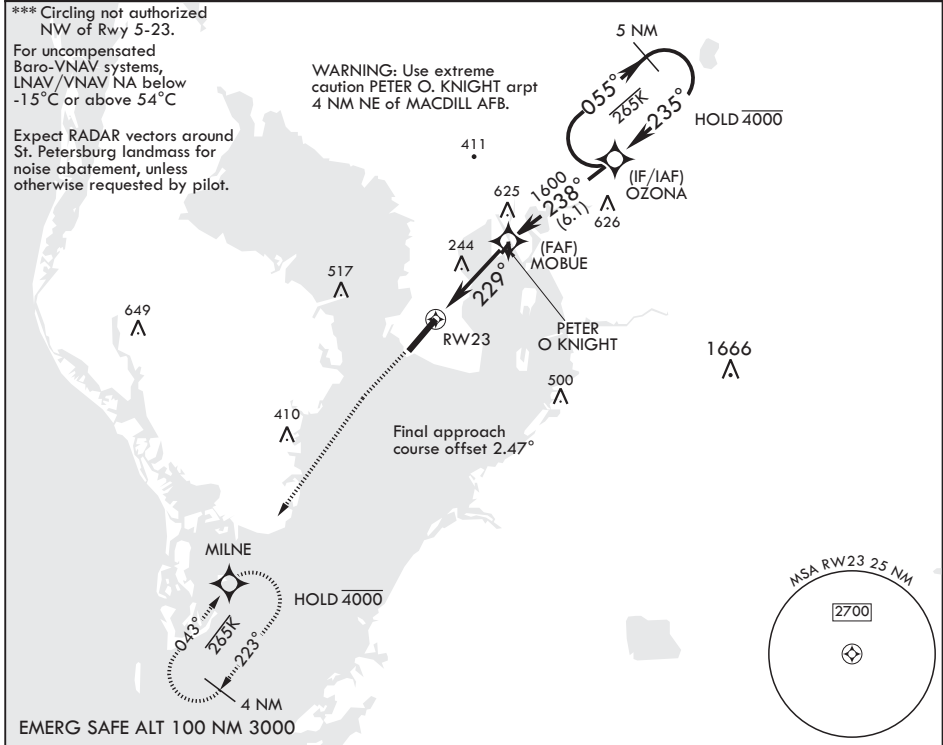 *** Circling not authorized
NW of Rwy 5-23.
For uncompensated
Baro-VNAV systems,
LNAV/VNAV NA below
-15°C or above 54°C
Expect RADAR vectors around
St. Petersburg landmass for
noise abatement, unless
otherwise requested by pilot.
WARNING: Use extreme
caution PETER O. KNIGHT arpt
4 NM NE of MACDILL AFB.
5 NM
055°
265K
235°
HOLD 4000
411
(IF/IAF)
OZONA
1600
238°
(6.1)
625
626
(FAF)
MOBUE
244
229°
517
649
RW23
PETER
O KNIGHT
1666
500
410
Final approach
course offset 2.47°
MILNE
HOLD 4000
043°
265K
223°
4 NM
MSA RW23 25 NM
2700
EMERG SAFE ALT 100 NM 3000